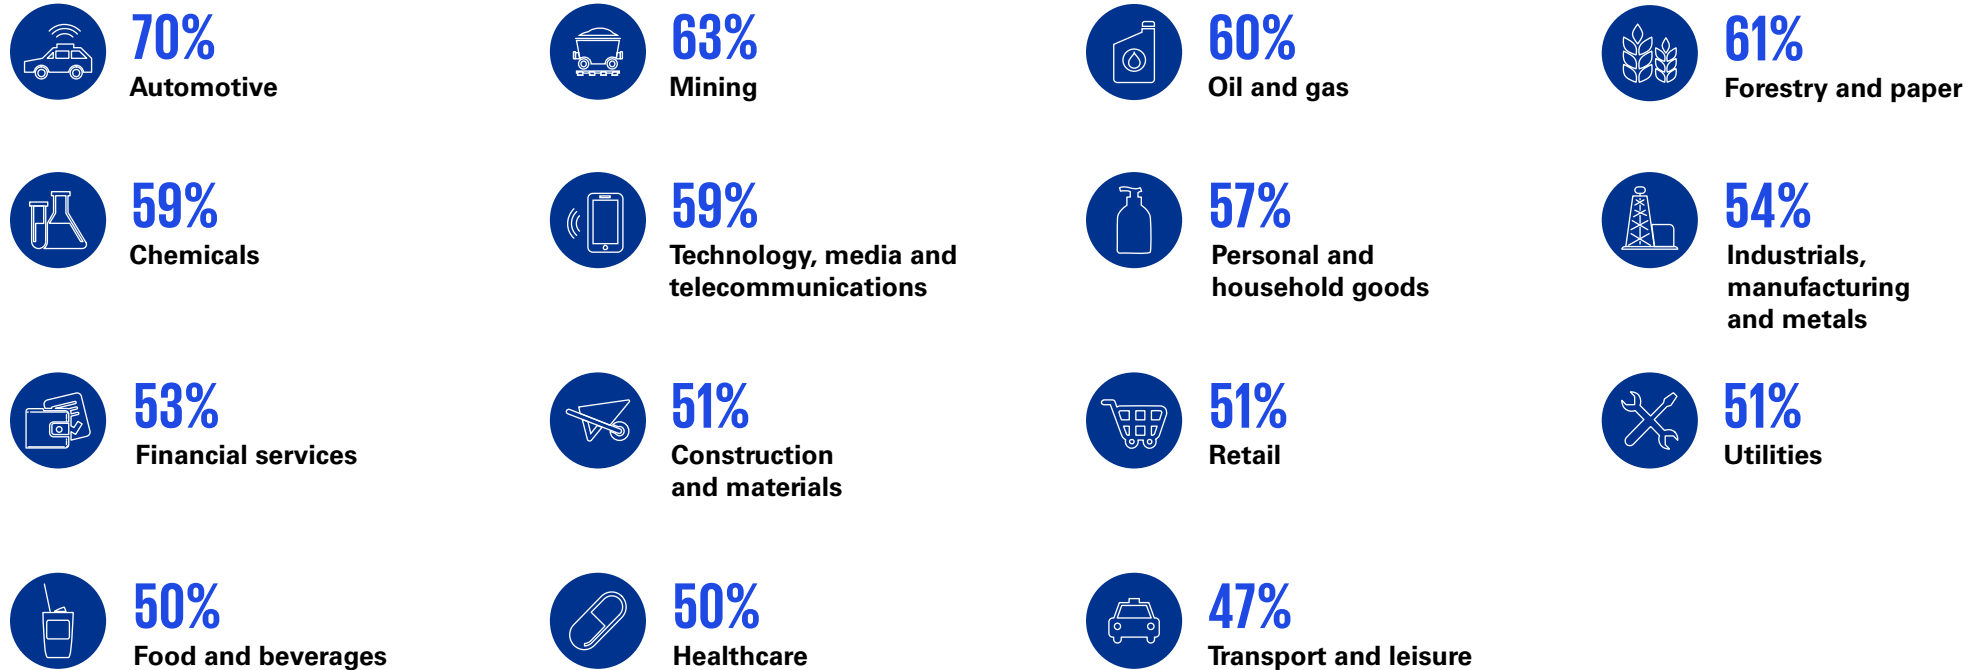 70%
Automotive
63%
Mining
60%
Oil and gas
61%
Forestry and paper
59%
Chemicals
59%
Technology, media and
telecommunications
57%
Personal and
household goods
54%
Industrials,
manufacturing
and metals
53%
Financial services
51%
Construction
and materials
51%
Retail
51%
Utilities
50%
Food and beverages
50%
Healthcare
47%
Transport and leisure